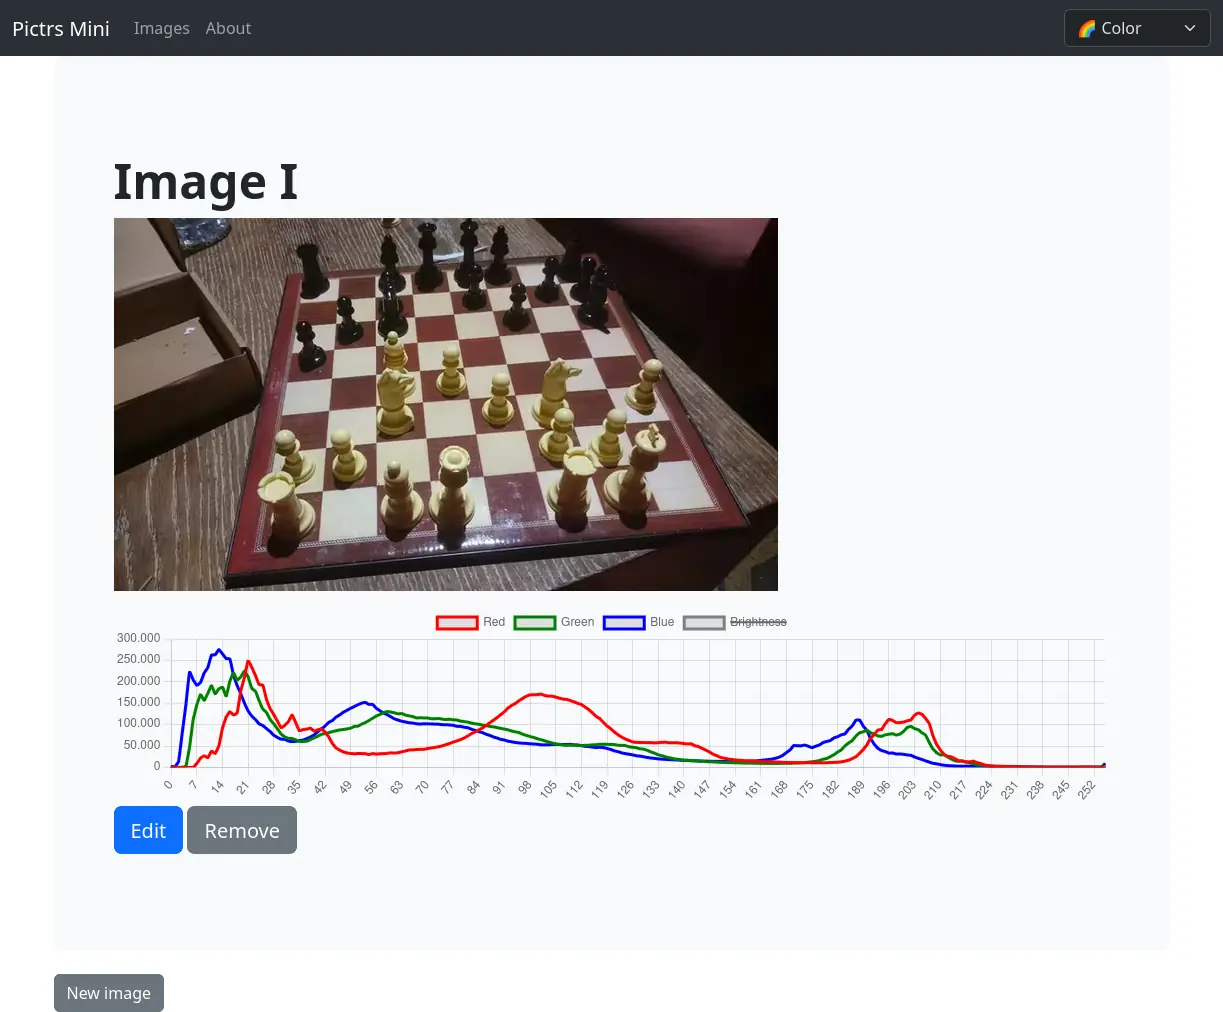 Pictrs Mini Images About 🌈 Color
Image I
Red Green Blue Brightness
300.000
250.000
200.000
150.000
100.000
50.000
0
0 7 14 21 28 35 42 49 56 63 70 77 84 91 98 105 112 119 126 133 140 147 154 161 168 175 182 189 196 203 210 217 224 231 238 245 252
Edit Remove
New image